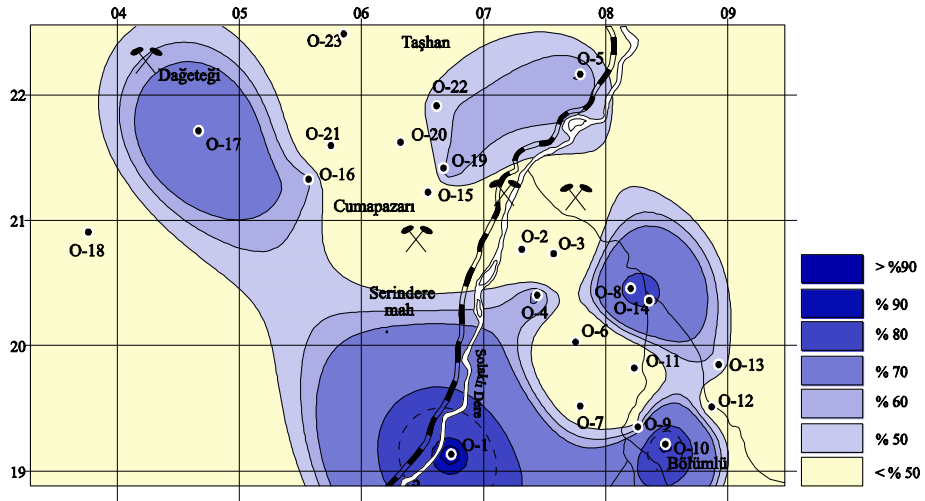 04 05 06 07 08 09
O-23
Taşhan
Dağeteği
O-5
22
O-22
O-17
O-21
O-20
O-16
O-19
O-15
Cumapazarı
21
O-18
O-2
O-3
Serindere
mah
O-4
O-8
O-14
O-6
20
O-11
O-13
Solaklı Dere
O-7
O-12
O-9
O-1
O-10
Bölümlü
19
> %90
% 90
% 80
% 70
% 60
% 50
< % 50